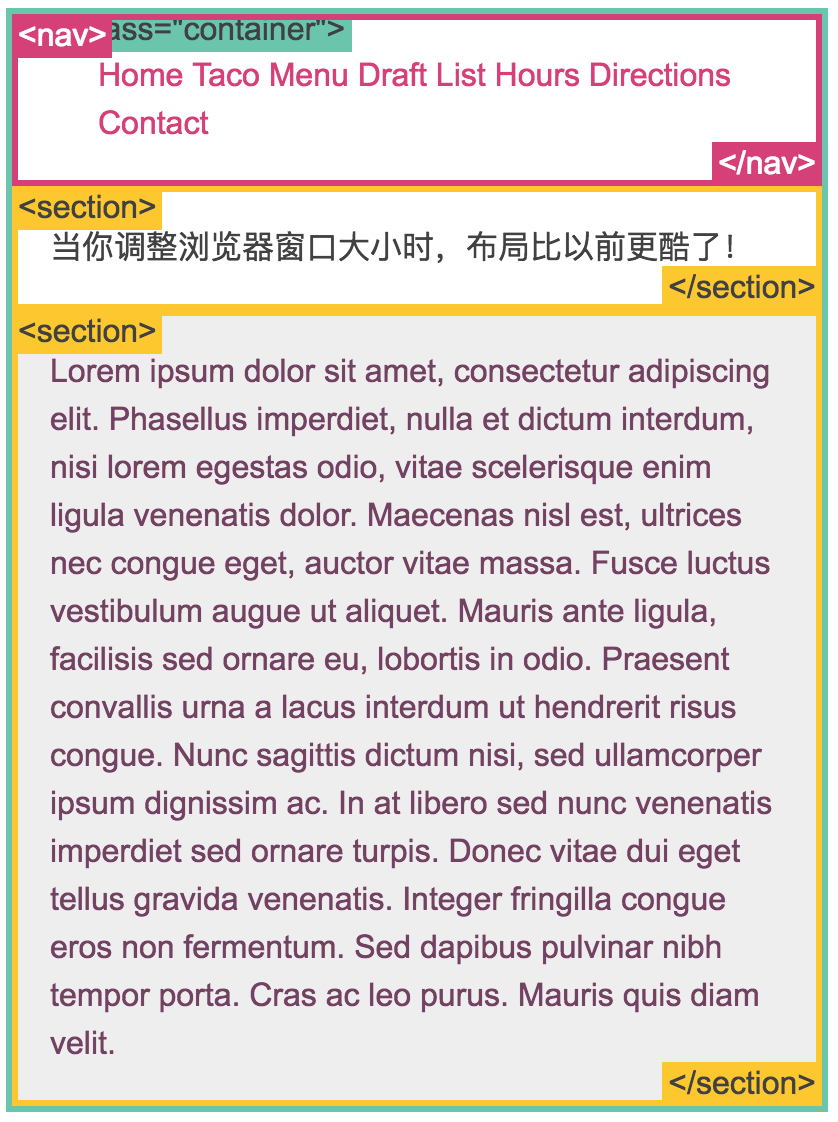 <nav>ass="container">
Home Taco Menu Draft List Hours Directions
Contact
</nav>
<section>
当你调整浏览器窗口大小时，布局比以前更酷了！
</section>
<section>
Lorem ipsum dolor sit amet, consectetur adipiscing
elit. Phasellus imperdiet, nulla et dictum interdum,
nisi lorem egestas odio, vitae scelerisque enim
ligula venenatis dolor. Maecenas nisl est, ultrices
nec congue eget, auctor vitae massa. Fusce luctus
vestibulum augue ut aliquet. Mauris ante ligula,
facilisis sed ornare eu, lobortis in odio. Praesent
convallis urna a lacus interdum ut hendrerit risus
congue. Nunc sagittis dictum nisi, sed ullamcorper
ipsum dignissim ac. In at libero sed nunc venenatis
imperdiet sed ornare turpis. Donec vitae dui eget
tellus gravida venenatis. Integer fringilla congue
eros non fermentum. Sed dapibus pulvinar nibh
tempor porta. Cras ac leo purus. Mauris quis diam
velit.
</section>